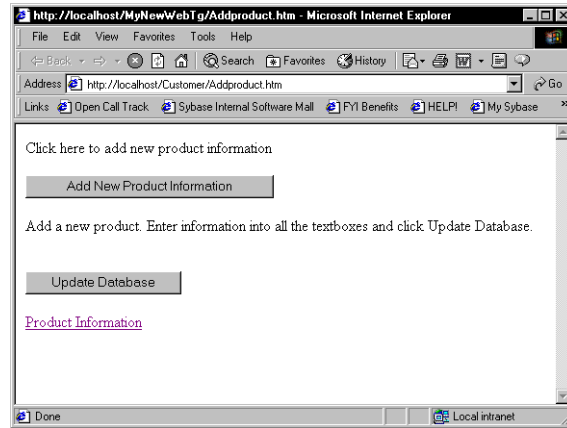 http://localhost/MyNewWebTg/Addproduct.htm - Microsoft Internet Explorer
File Edit View Favorites Tools Help
Back Search Favorites History
Address http://localhost/Customer/Addproduct.htm Go
Links Open Call Track Sybase Internal Software Mall FYI Benefits HELP! My Sybase »
Click here to add new product information
Add New Product Information
Add a new product. Enter information into all the textboxes and click Update Database.
Update Database
Product Information
Done Local intranet